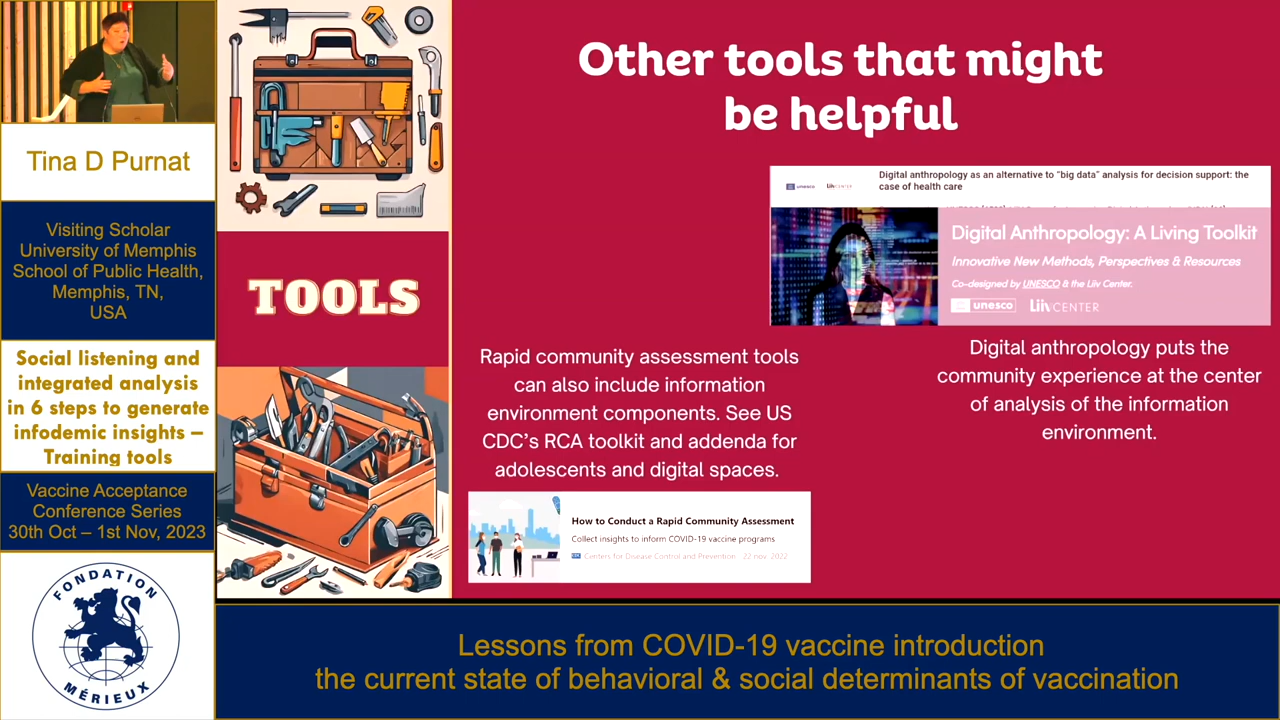 Tina D Purnat
Visiting Scholar
University of Memphis
School of Public Health,
Memphis, TN,
USA
Social listening and
integrated analysis
in 6 steps to generate
infodemic insights –
Training tools
Vaccine Acceptance
Conference Series
30th Oct – 1st Nov, 2023
FONDATION
MÉRIEUX
TOOLS
Other tools that might
be helpful
Digital anthropology as an alternative to “big data” analysis for decision support: the
case of health care
unesco
LiiVCENTER
Digital Anthropology: A Living Toolkit
Innovative New Methods, Perspectives & Resources
Co-designed by UNESCO & the Liiv Center.
unesco LiiVCENTER
Digital anthropology puts the
community experience at the center
of analysis of the information
environment.
Rapid community assessment tools
can also include information
environment components. See US
CDC’s RCA toolkit and addenda for
adolescents and digital spaces.
How to Conduct a Rapid Community Assessment
Collect insights to inform COVID-19 vaccine programs
Centers for Disease Control and Prevention 22 nov. 2022
Lessons from COVID-19 vaccine introduction
the current state of behavioral & social determinants of vaccination